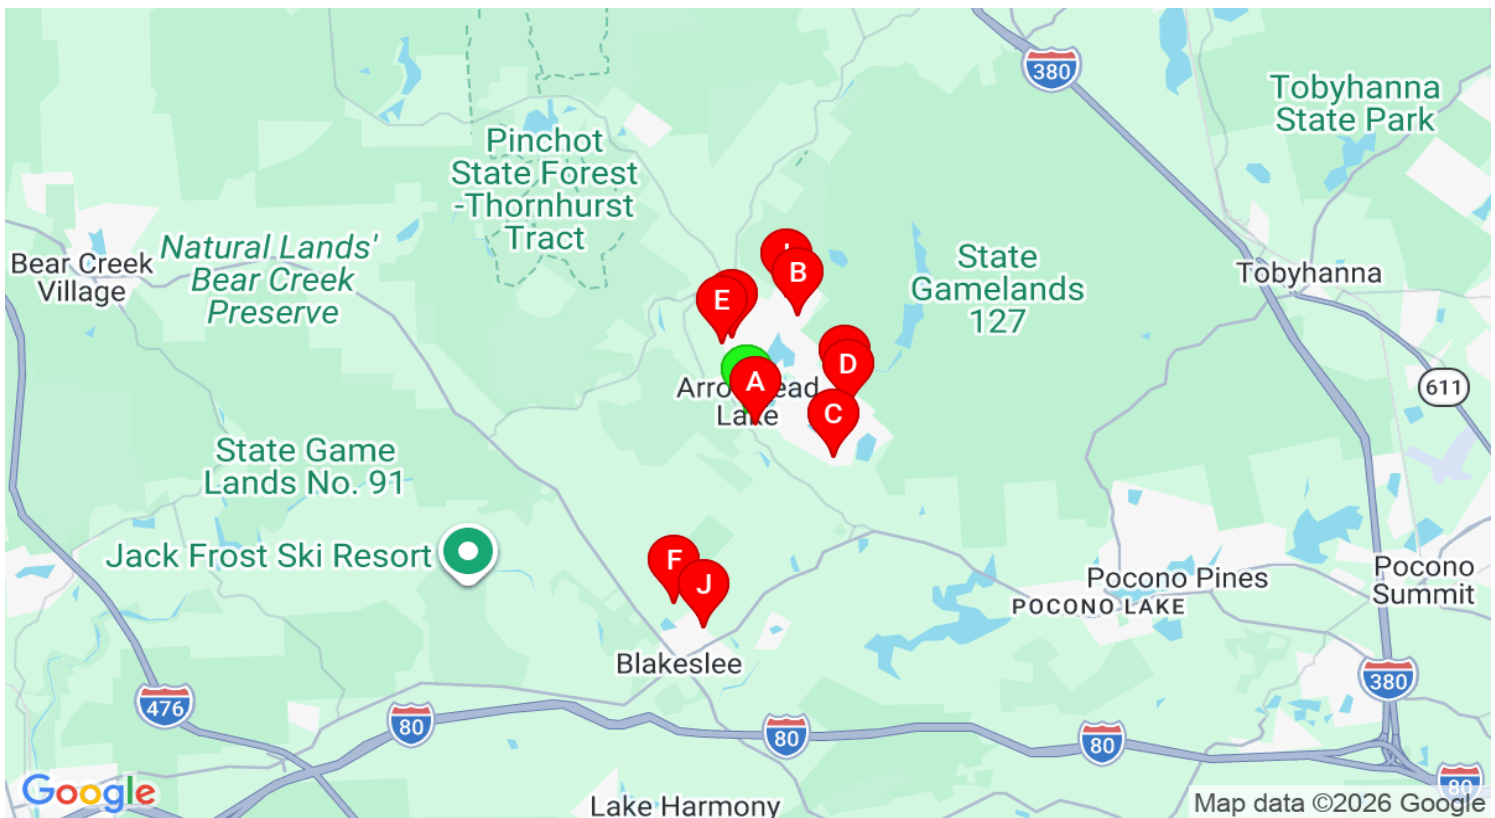 380
Tobyhanna
State Park
Pinchot
State Forest
-Thornhurst
Tract
Natural Lands'
Bear Creek
Preserve
Bear Creek
Village
State
Gamelands
127
Tobyhanna
B
E
D
A
C
Lake
611
State Game
Lands No. 91
Jack Frost Ski Resort
F
J
Pocono Pines
POCONO LAKE
Pocono
Summit
Blakeslee
476
80
80
80
380
80
Google
Lake Harmony
Map data ©2026 Google